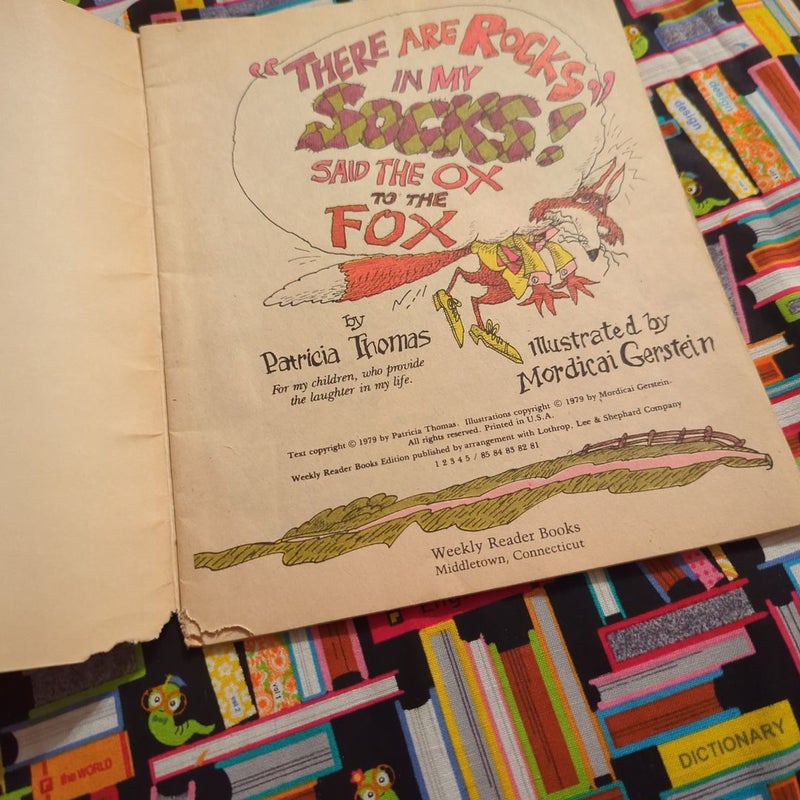 "THERE ARE ROCKS"
IN MY
SOCKS!
SAID THE OX
TO THE
FOX
by
Patricia Thomas
For my children, who provide
the laughter in my life.
Illustrated by
Mordicai Gerstein
Text copyright © 1979 by Patricia Thomas. Illustrations copyright © 1979 by Mordicai Gerstein.
All rights reserved. Printed in U.S.A.
Weekly Reader Books Edition published by arrangement with Lothrop, Lee & Shephard Company
1 2 3 4 5 / 85 84 83 82 81
Weekly Reader Books
Middletown, Connecticut
design
design
the WORLD
DICTIONARY